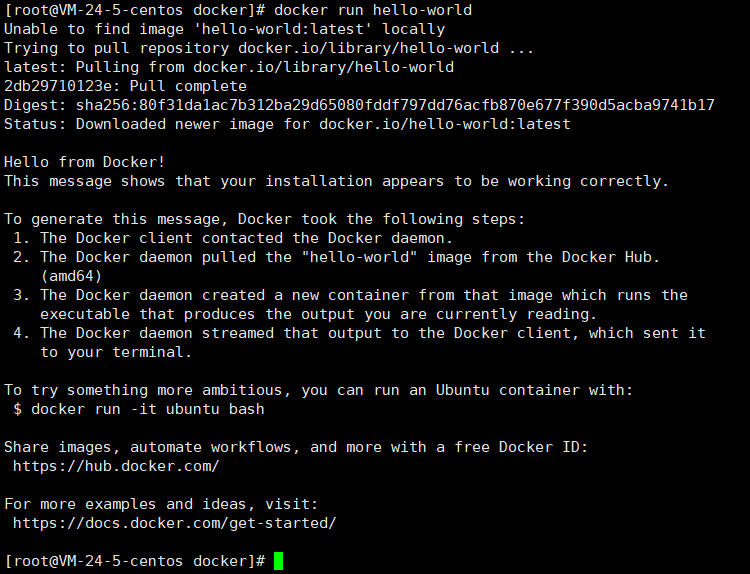 [root@VM-24-5-centos docker]# docker run hello-world
Unable to find image 'hello-world:latest' locally
Trying to pull repository docker.io/library/hello-world ...
latest: Pulling from docker.io/library/hello-world
2db29710123e: Pull complete
Digest: sha256:80f31da1ac7b312ba29d65080fddf797dd76acfb870e677f390d5acba9741b17
Status: Downloaded newer image for docker.io/hello-world:latest

Hello from Docker!
This message shows that your installation appears to be working correctly.

To generate this message, Docker took the following steps:
 1. The Docker client contacted the Docker daemon.
 2. The Docker daemon pulled the "hello-world" image from the Docker Hub.
    (amd64)
 3. The Docker daemon created a new container from that image which runs the
    executable that produces the output you are currently reading.
 4. The Docker daemon streamed that output to the Docker client, which sent it
    to your terminal.

To try something more ambitious, you can run an Ubuntu container with:
 $ docker run -it ubuntu bash

Share images, automate workflows, and more with a free Docker ID:
 https://hub.docker.com/

For more examples and ideas, visit:
 https://docs.docker.com/get-started/

[root@VM-24-5-centos docker]#